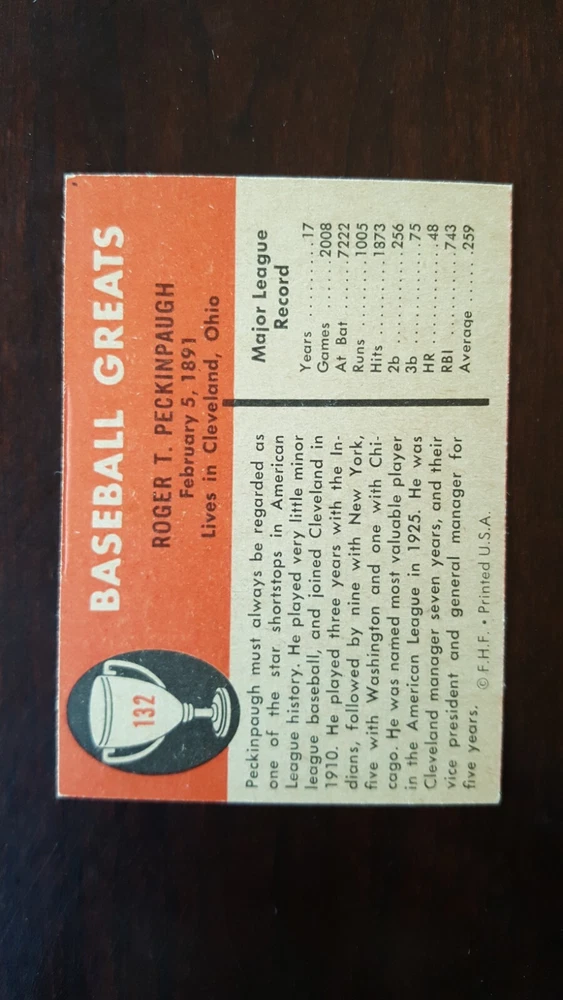 132
BASEBALL GREATS
ROGER T. PECKINPAUGH
February 5, 1891
Lives in Cleveland, Ohio
Peckinpaugh must always be regarded as
one of the star shortstops in American
League history. He played very little minor
league baseball, and joined Cleveland in
1910. He played three years with the In-
dians, followed by nine with New York,
five with Washington and one with Chi-
cago. He was named most valuable player
in the American League in 1925. He was
Cleveland manager seven years, and their
vice president and general manager for
five years. © F.H.F. • Printed U.S.A.
Major League
Record
Years ..........17
Games .......2008
At Bat ......7222
Runs ........1005
Hits .........1873
2b ...........256
3b ............75
HR ............48
RBI ..........743
Average ......259